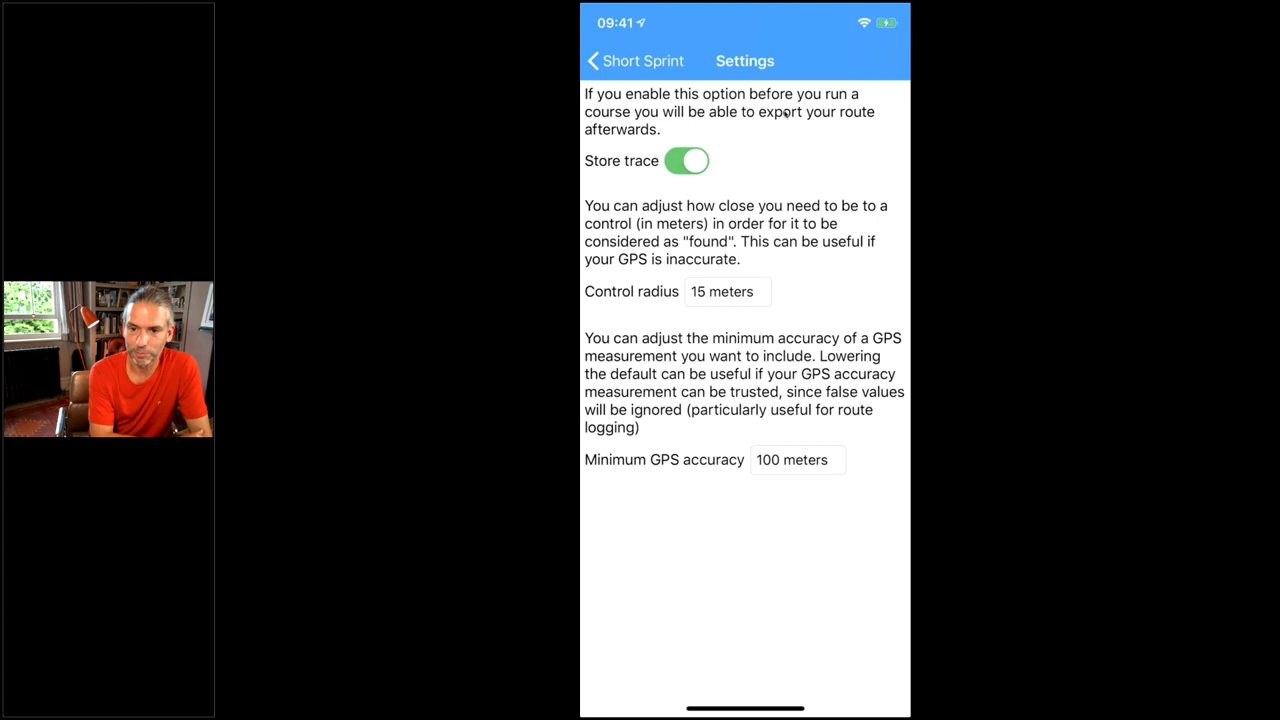 09:41
Short Sprint
Settings
If you enable this option before you run a
course you will be able to export your route
afterwards.
Store trace
You can adjust how close you need to be to a
control (in meters) in order for it to be
considered as "found". This can be useful if
your GPS is inaccurate.
Control radius 15 meters
You can adjust the minimum accuracy of a GPS
measurement you want to include. Lowering
the default can be useful if your GPS accuracy
measurement can be trusted, since false values
will be ignored (particularly useful for route
logging)
Minimum GPS accuracy 100 meters